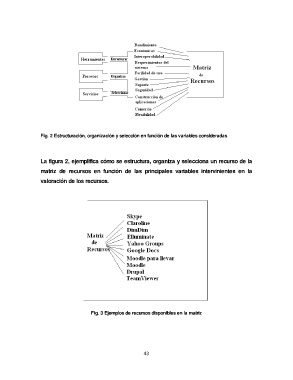 Rendimiento
Económicos
Interoperabilidad
Requerimientos del
sistema
Facilidad de uso
Gestión
Soporte
Seguridad
Construcción de
aplicaciones
Comercio
Flexibilidad
Herramientas
Estructura
Procesos
Organiza
Servicios
Selecciona
Matriz
de
Recursos
Fig. 2 Estructuración, organización y selección en función de las variables consideradas
La figura 2, ejemplifica cómo se estructura, organiza y selecciona un recurso de la
matriz de recursos en función de las principales variables intervinientes en la
valoración de los recursos.
Matriz
de
Recursos
Skype
Claroline
DimDim
Elluminate
Yahoo Groups
Google Docs
Moodle para llevar
Moodle
Drupal
TeamViewer
Fig. 3 Ejemplos de recursos disponibles en la matriz
43